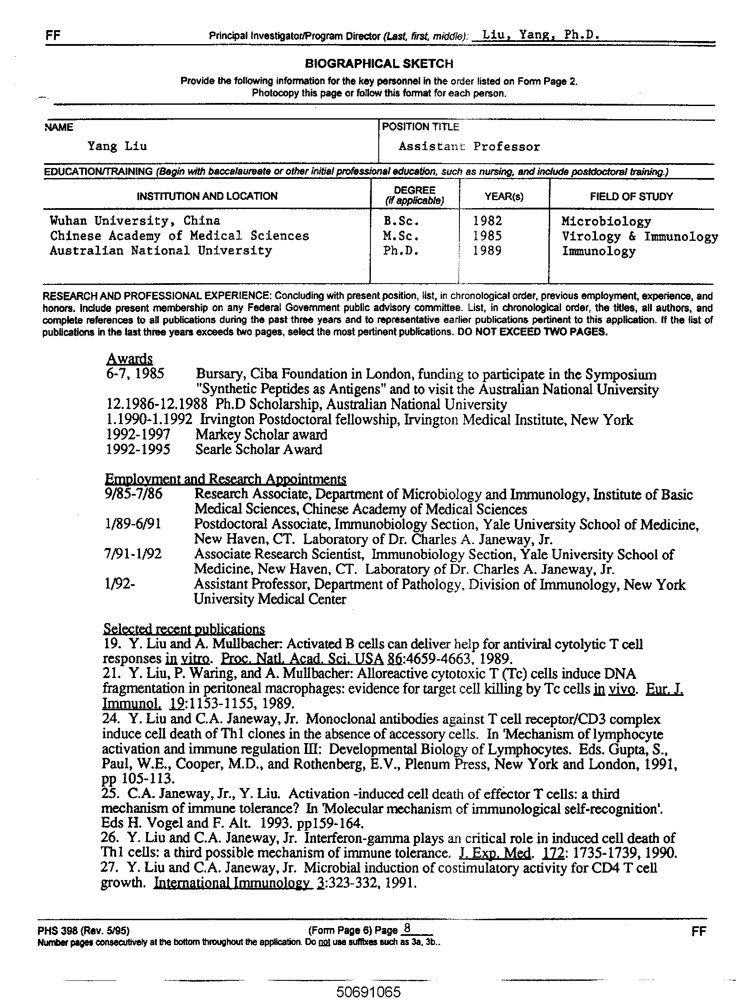 FF Principal Investigator/Program Director (Last, first, middle): Liu, Yang, Ph.D.
BIOGRAPHICAL SKETCH
Provide the following information for the key personnel in the order listed on Form Page 2.
Photocopy this page or follow this format for each person.
NAME POSITION TITLE
Yang Liu Assistant Professor
EDUCATION/TRAINING (Begin with baccalaureate or other initial professional education, such as nursing, and include postdoctoral training.)
INSTITUTION AND LOCATION DEGREE (if applicable) YEAR(s) FIELD OF STUDY
Wuhan University, China B.Sc. 1982 Microbiology
Chinese Academy of Medical Sciences M.Sc. 1985 Virology & Immunology
Australian National University Ph.D. 1989 Immunology
RESEARCH AND PROFESSIONAL EXPERIENCE: Concluding with present position, list, in chronological order, previous employment, experience, and
honors. Include present membership on any Federal Government public advisory committee. List, in chronological order, the titles, all authors, and
complete references to all publications during the past three years and to representative earlier publications pertinent to this application. If the list of
publications in the last three years exceeds two pages, select the most pertinent publications. DO NOT EXCEED TWO PAGES.
Awards
6-7, 1985 Bursary, Ciba Foundation in London, funding to participate in the Symposium
"Synthetic Peptides as Antigens" and to visit the Australian National University
12.1986-12.1988 Ph.D Scholarship, Australian National University
1.1990-1.1992 Irvington Postdoctoral fellowship, Irvington Medical Institute, New York
1992-1997 Markey Scholar award
1992-1995 Searle Scholar Award
Employment and Research Appointments
9/85-7/86 Research Associate, Department of Microbiology and Immunology, Institute of Basic
Medical Sciences, Chinese Academy of Medical Sciences
1/89-6/91 Postdoctoral Associate, Immunobiology Section, Yale University School of Medicine,
New Haven, CT. Laboratory of Dr. Charles A. Janeway, Jr.
7/91-1/92 Associate Research Scientist, Immunobiology Section, Yale University School of
Medicine, New Haven, CT. Laboratory of Dr. Charles A. Janeway, Jr.
1/92- Assistant Professor, Department of Pathology, Division of Immunology, New York
University Medical Center
Selected recent publications
19. Y. Liu and A. Mullbacher: Activated B cells can deliver help for antiviral cytolytic T cell
responses in vitro. Proc. Natl. Acad. Sci. USA 86:4659-4663, 1989.
21. Y. Liu, P. Waring, and A. Mullbacher: Alloreactive cytotoxic T (Tc) cells induce DNA
fragmentation in peritoneal macrophages: evidence for target cell killing by Tc cells in vivo. Eur. J.
Immunol. 19:1153-1155, 1989.
24. Y. Liu and C.A. Janeway, Jr. Monoclonal antibodies against T cell receptor/CD3 complex
induce cell death of Th1 clones in the absence of accessory cells. In 'Mechanism of lymphocyte
activation and immune regulation III: Developmental Biology of Lymphocytes. Eds. Gupta, S.,
Paul, W.E., Cooper, M.D., and Rothenberg, E.V., Plenum Press, New York and London, 1991,
pp 105-113.
25. C.A. Janeway, Jr., Y. Liu. Activation -induced cell death of effector T cells: a third
mechanism of immune tolerance? In 'Molecular mechanism of immunological self-recognition'.
Eds H. Vogel and F. Alt. 1993. pp159-164.
26. Y. Liu and C.A. Janeway, Jr. Interferon-gamma plays an critical role in induced cell death of
Th1 cells: a third possible mechanism of immune tolerance. J. Exp. Med. 172: 1735-1739, 1990.
27. Y. Liu and C.A. Janeway, Jr. Microbial induction of costimulatory activity for CD4 T cell
growth. International Immunology 3:323-332, 1991.
PHS 398 (Rev. 5/95) (Form Page 6) Page 8 FF
Number pages consecutively at the bottom throughout the application. Do not use suffixes such as 3a, 3b..
50691065